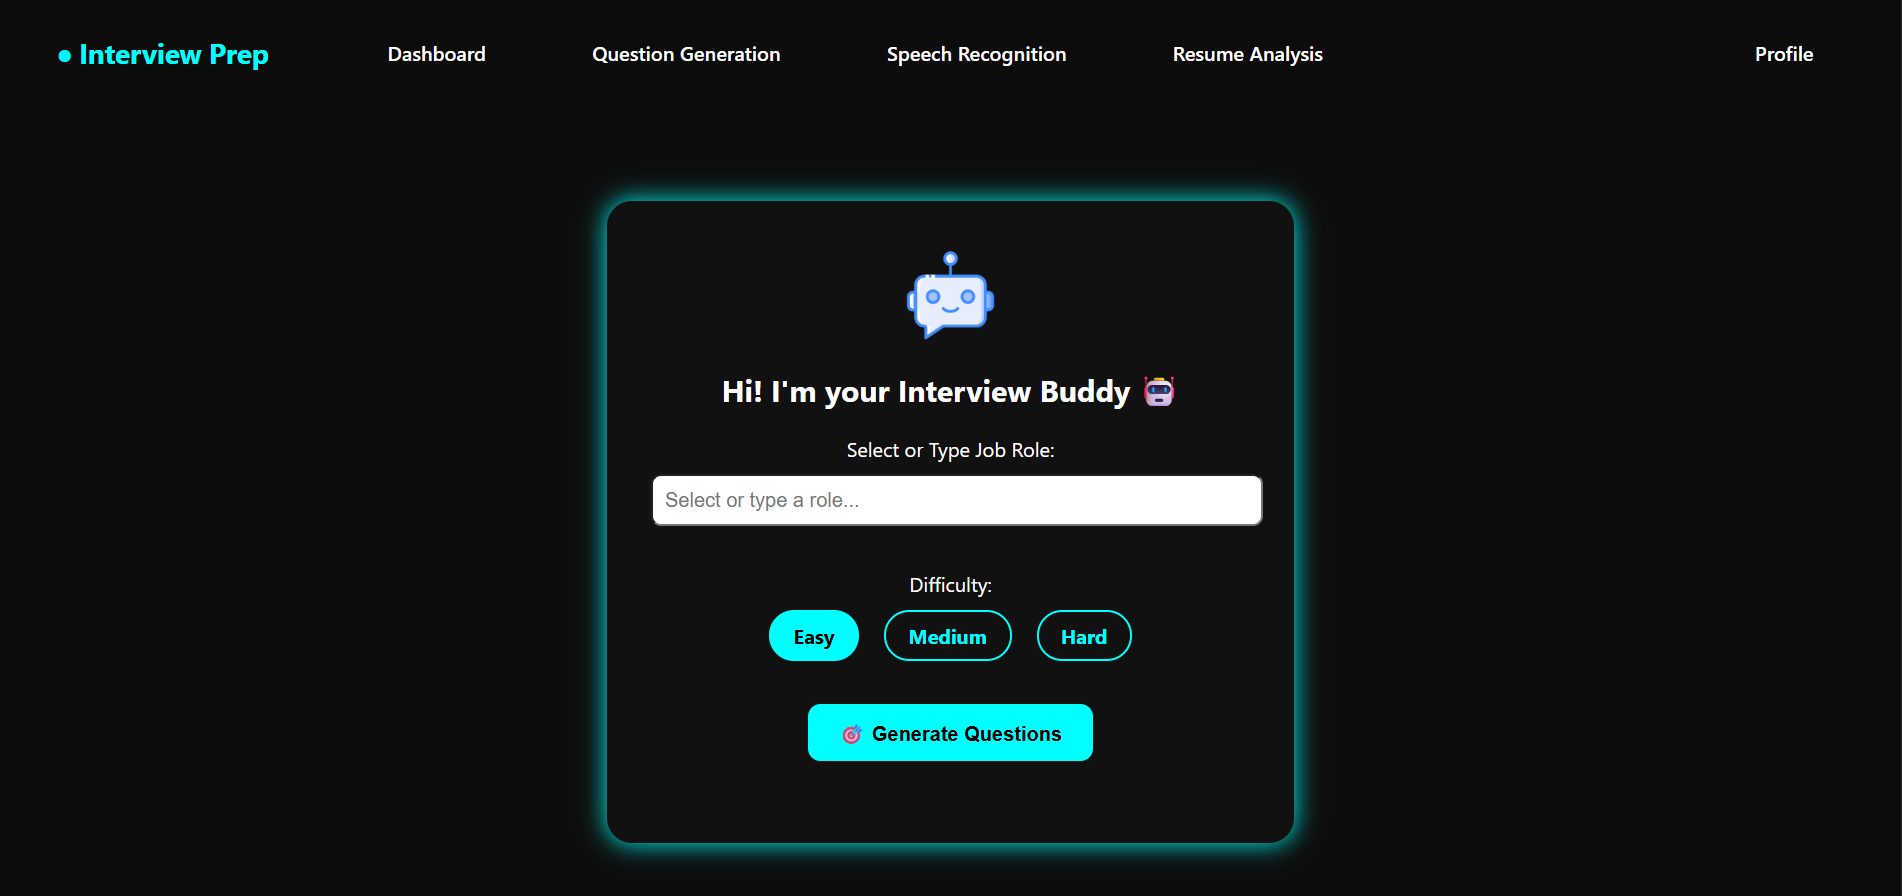 ● Interview Prep Dashboard Question Generation Speech Recognition Resume Analysis Profile
Hi! I'm your Interview Buddy 🤖
Select or Type Job Role:
Select or type a role...
Difficulty:
Easy Medium Hard
🎯 Generate Questions